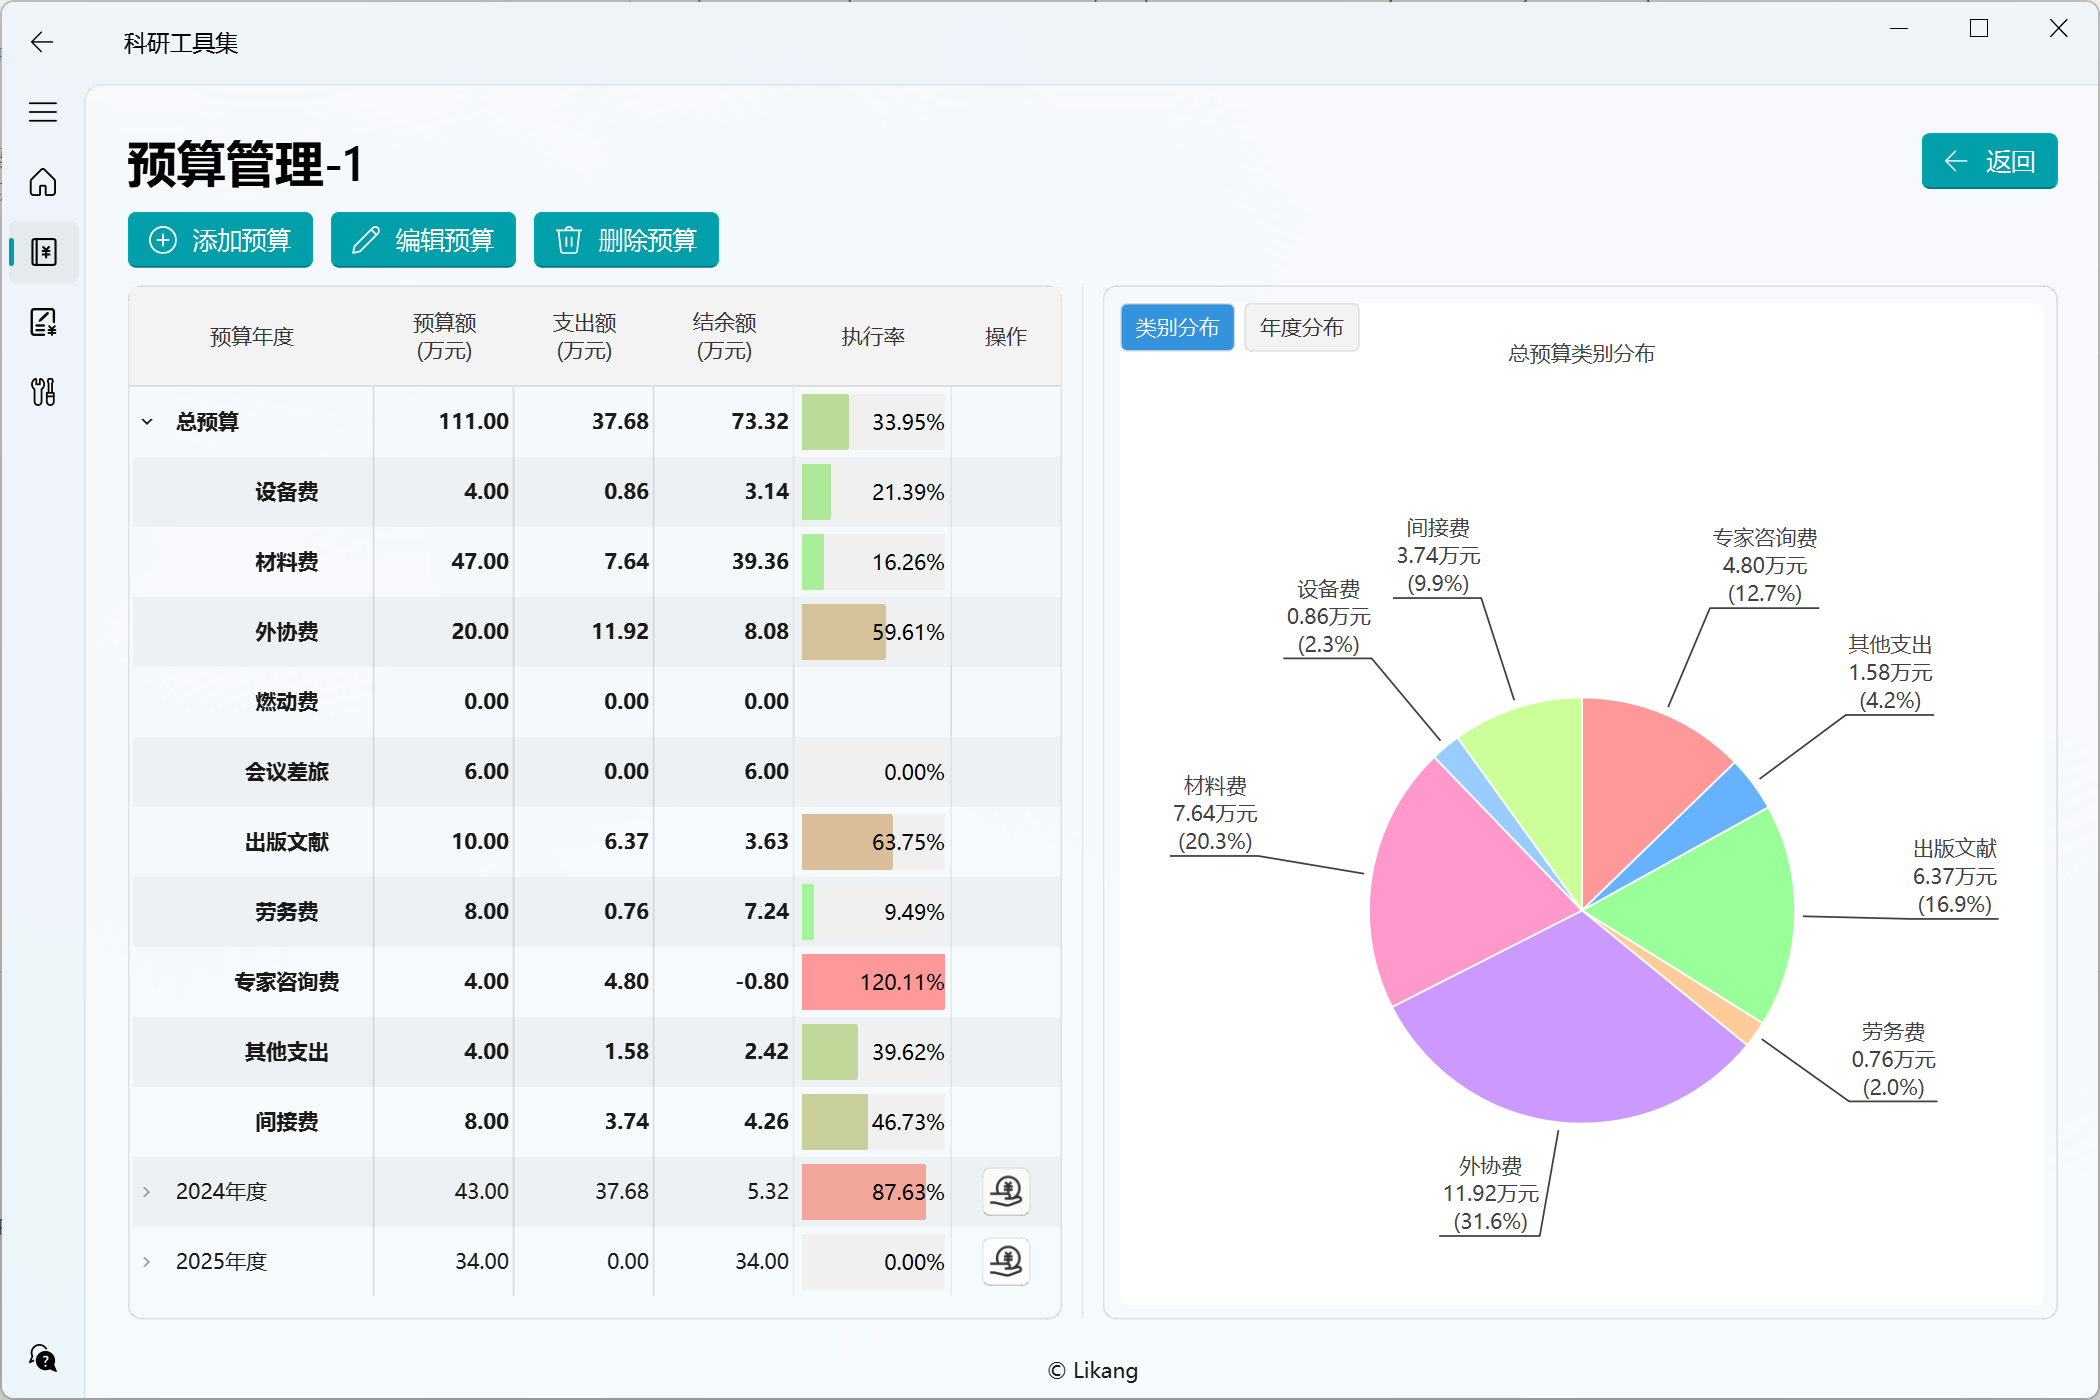 科研工具集
预算管理-1
返回
添加预算 编辑预算 删除预算
预算年度 预算额(万元) 支出额(万元) 结余额(万元) 执行率 操作
总预算 111.00 37.68 73.32 33.95%
设备费 4.00 0.86 3.14 21.39%
材料费 47.00 7.64 39.36 16.26%
外协费 20.00 11.92 8.08 59.61%
燃动费 0.00 0.00 0.00
会议差旅 6.00 0.00 6.00 0.00%
出版文献 10.00 6.37 3.63 63.75%
劳务费 8.00 0.76 7.24 9.49%
专家咨询费 4.00 4.80 -0.80 120.11%
其他支出 4.00 1.58 2.42 39.62%
间接费 8.00 3.74 4.26 46.73%
2024年度 43.00 37.68 5.32 87.63%
2025年度 34.00 0.00 34.00 0.00%
类别分布 年度分布
总预算类别分布
间接费
3.74万元
(9.9%)
专家咨询费
4.80万元
(12.7%)
设备费
0.86万元
(2.3%)
其他支出
1.58万元
(4.2%)
材料费
7.64万元
(20.3%)
出版文献
6.37万元
(16.9%)
劳务费
0.76万元
(2.0%)
外协费
11.92万元
(31.6%)
© Likang